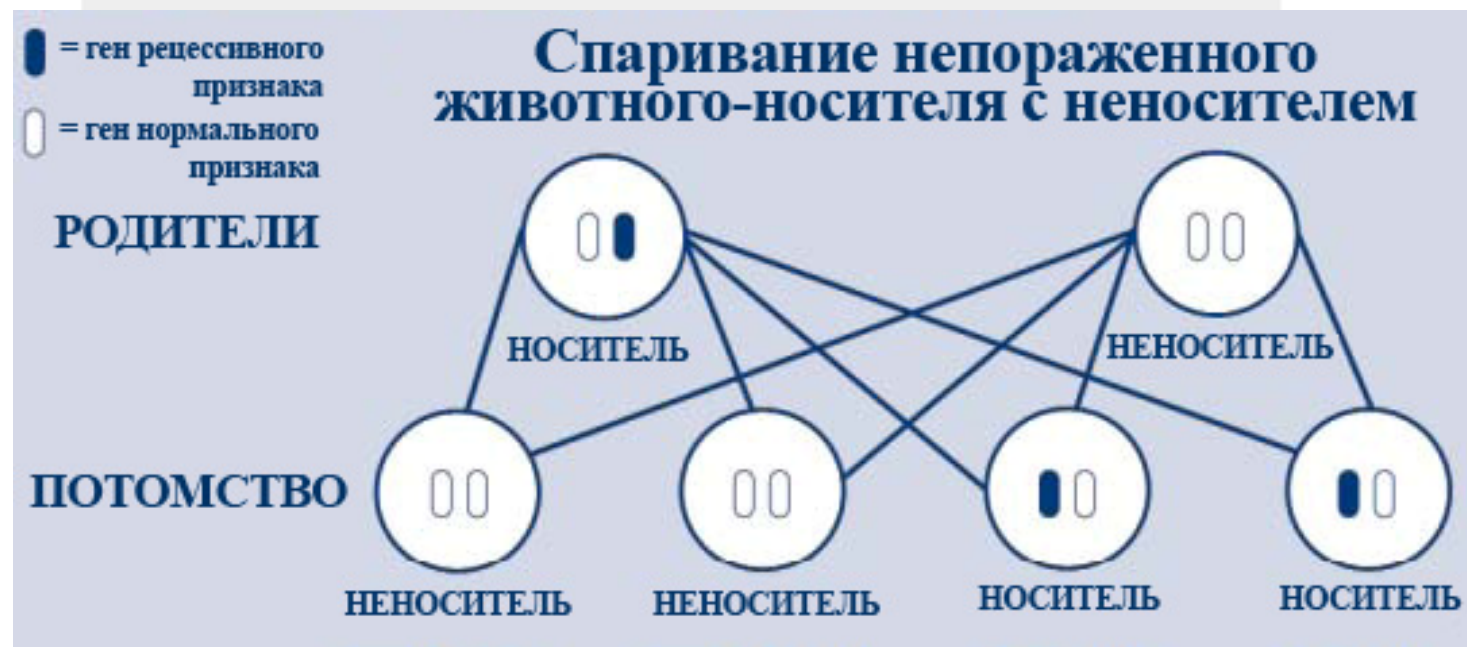 = ген рецессивного
признака
= ген нормального
признака
Спаривание непораженного
животного-носителя с неносителем
РОДИТЕЛИ
НОСИТЕЛЬ
НЕНОСИТЕЛЬ
ПОТОМСТВО
НЕНОСИТЕЛЬ
НЕНОСИТЕЛЬ
НОСИТЕЛЬ
НОСИТЕЛЬ